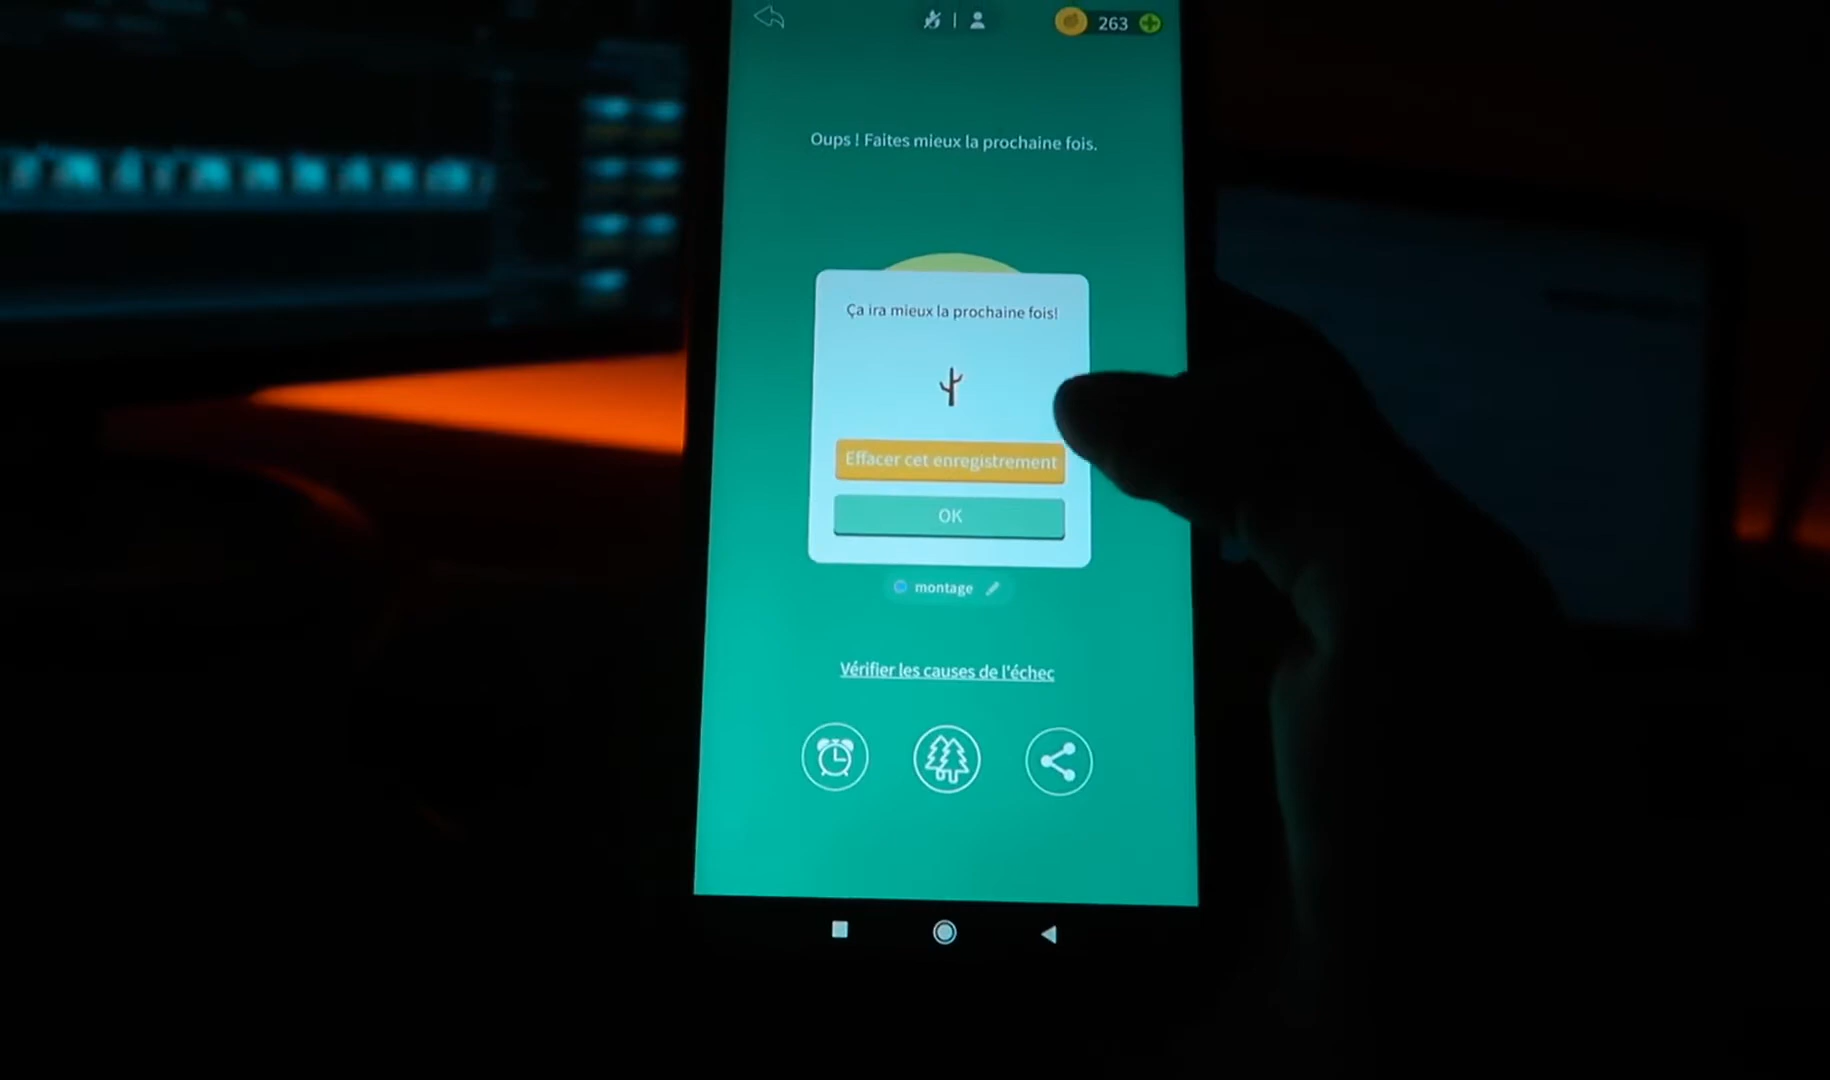 263
Oups ! Faites mieux la prochaine fois.
Ça ira mieux la prochaine fois!
Effacer cet enregistrement
OK
montage
Vérifier les causes de l'échec